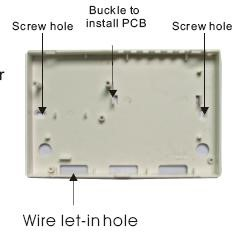 Buckle to
install PCB
Screw hole
Screw hole
r
Wire let-in hole